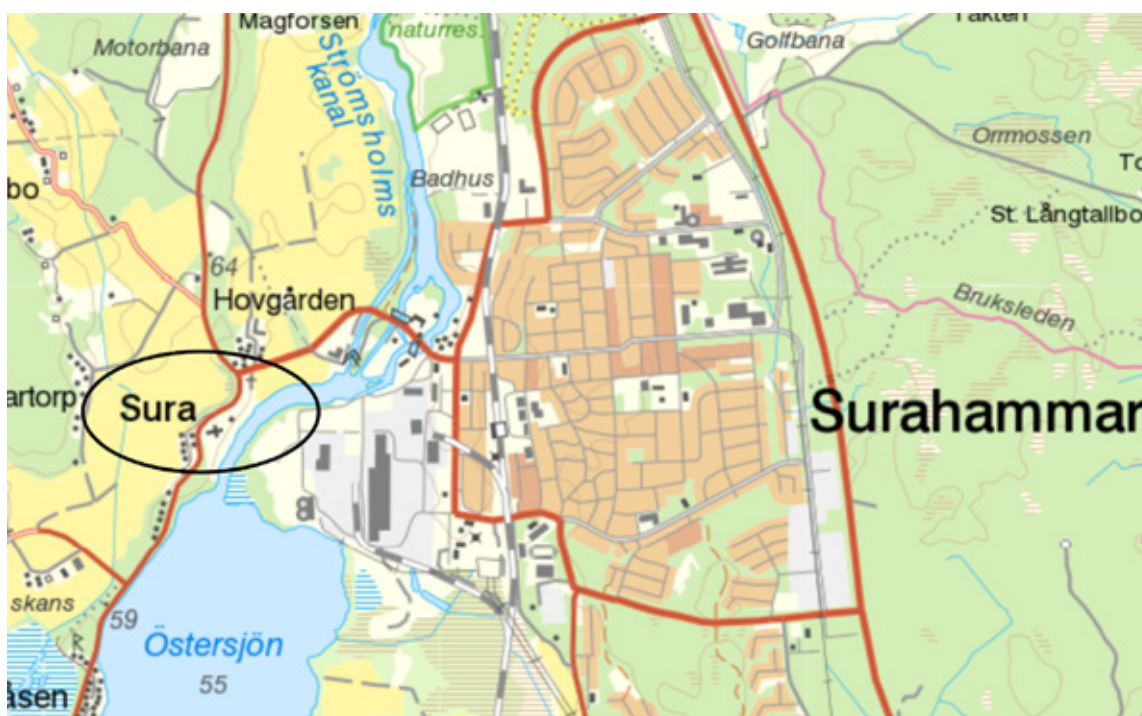 Magforsen
Motorbana
naturres.
Golfbana
Strömsholms
kanal
Orrmossen
Badhus
bo
St. Långtallbo
64
Hovgården
Bruksleden
artorp
Sura
Surahammar
skans
59
Östersjön
55
åsen